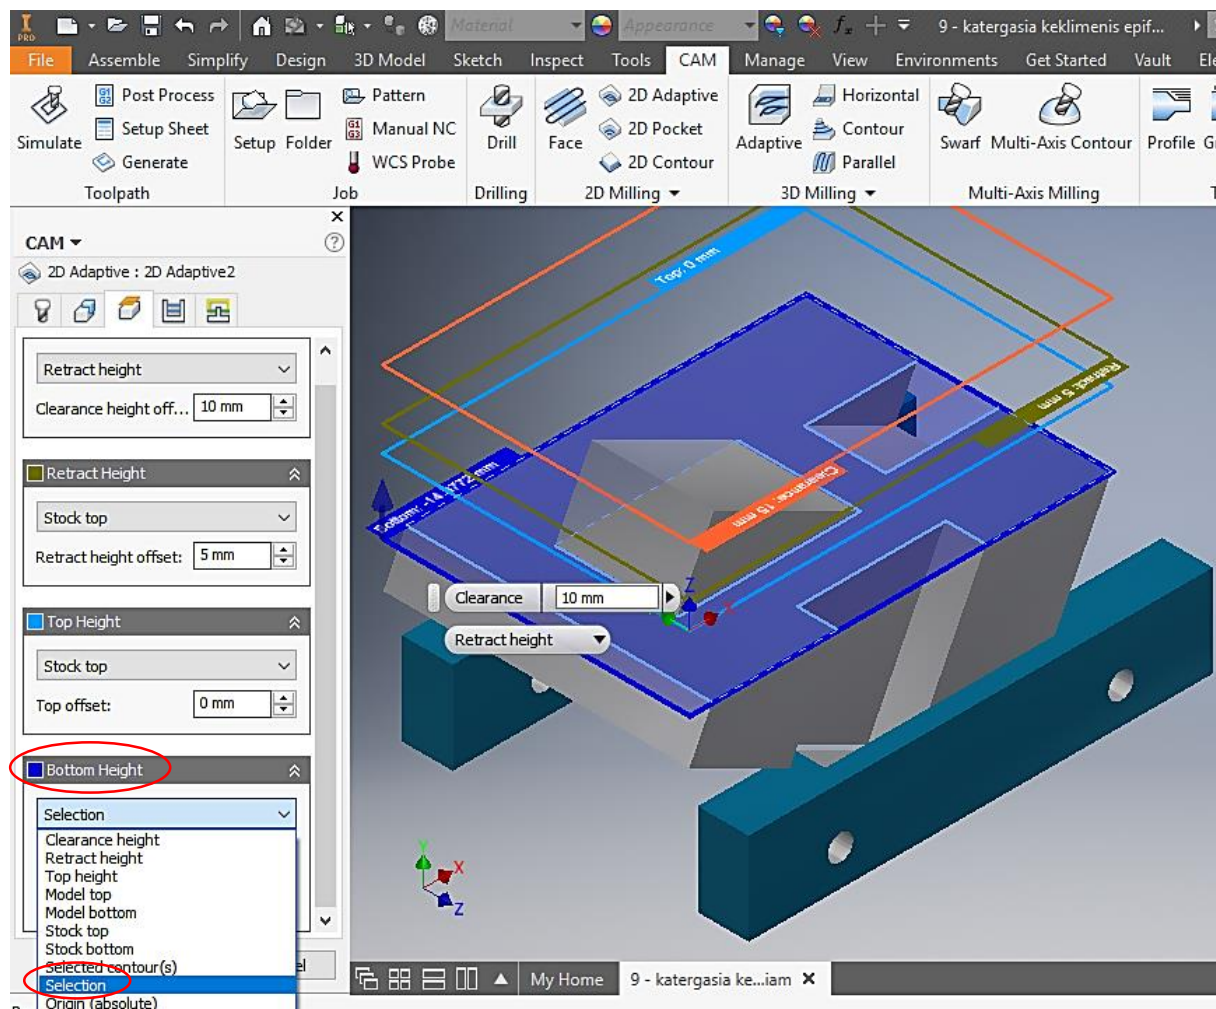 PRO
Material
Appearance
9 - katergasia keklimenis epif...
File Assemble Simplify Design 3D Model Sketch Inspect Tools CAM Manage View Environments Get Started Vault Ele
Post Process Pattern 2D Adaptive Horizontal
Setup Sheet Manual NC 2D Pocket Contour
Simulate Setup Folder Drill Face Adaptive Swarf Multi-Axis Contour Profile G
Generate WCS Probe 2D Contour Parallel
Toolpath Job Drilling 2D Milling 3D Milling Multi-Axis Milling T
CAM
2D Adaptive : 2D Adaptive2
Retract height
Clearance height off... 10 mm
Retract Height
Stock top
Retract height offset: 5 mm
Top Height
Stock top
Top offset: 0 mm
Bottom Height
Selection
Clearance height
Retract height
Top height
Model top
Model bottom
Stock top
Stock bottom
Selected contour(s)
Selection
Origin (absolute)
el
Top: 0 mm
Retract: 5 mm
Clearance: 15 mm
Clearance 10 mm
Retract height
Z
Y
X
Z
My Home 9 - katergasia ke...iam